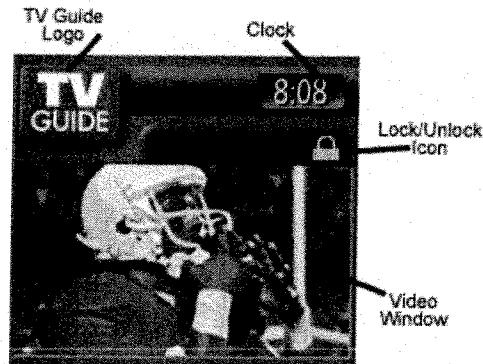 TV Guide
Logo
Clock
TV
GUIDE
8:08
Lock/Unlock
Icon
Video
Window